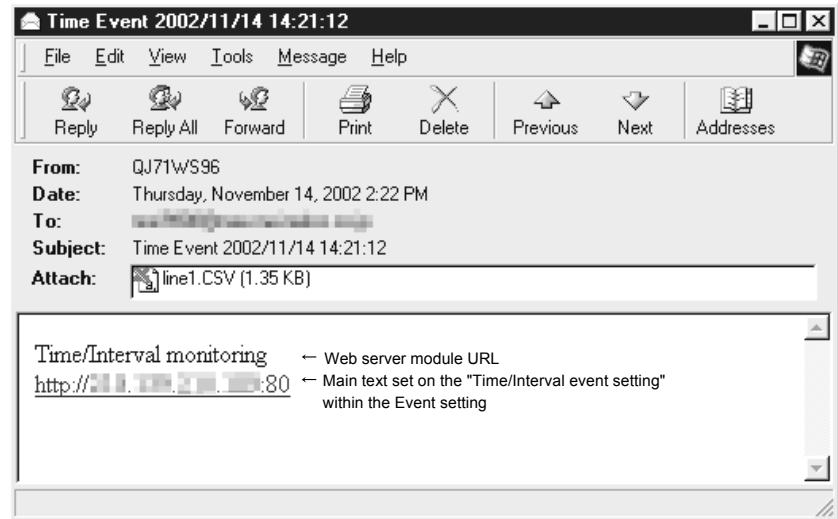 Time Event 2002/11/14 14:21:12
File Edit View Tools Message Help
Reply Reply All Forward Print Delete Previous Next Addresses
From: QJ71WS96
Date: Thursday, November 14, 2002 2:22 PM
To:
Subject: Time Event 2002/11/14 14:21:12
Attach: line1.CSV (1.35 KB)
Time/Interval monitoring ← Web server module URL
http:// :80 ← Main text set on the "Time/Interval event setting"
within the Event setting